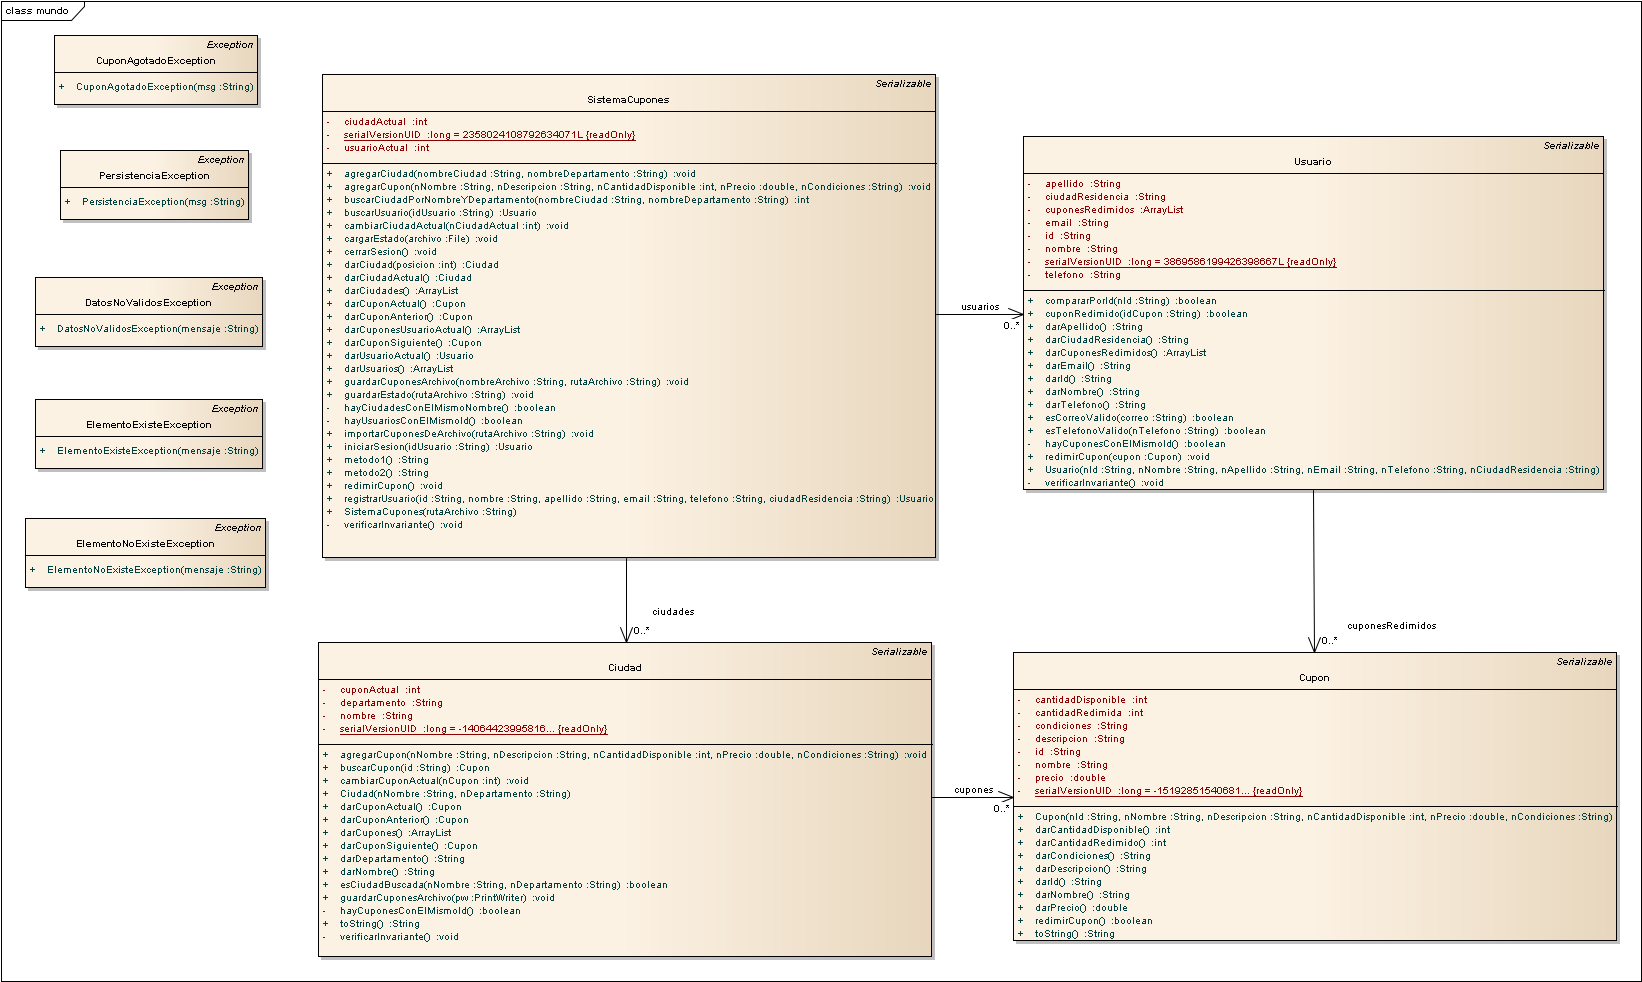 class mundo
Exception
CuponAgotadoException
+ CuponAgotadoException(msg :String)
Exception
PersistenciaException
+ PersistenciaException(msg :String)
Exception
DatosNoValidosException
+ DatosNoValidosException(mensaje :String)
Exception
ElementoExisteException
+ ElementoExisteException(mensaje :String)
Exception
ElementoNoExisteException
+ ElementoNoExisteException(mensaje :String)
Serializable
SistemaCupones
- ciudadActual :int
- serialVersionUID :long = 2358024108792634071L {readOnly}
- usuarioActual :int
+ agregarCiudad(nombreCiudad :String, nombreDepartamento :String) :void
+ agregarCupon(nNombre :String, nDescripcion :String, nCantidadDisponible :int, nPrecio :double, nCondiciones :String) :void
+ buscarCiudadPorNombreYDepartamento(nombreCiudad :String, nombreDepartamento :String) :int
+ buscarUsuario(idUsuario :String) :Usuario
+ cambiarCiudadActual(nCiudadActual :int) :void
+ cargarEstado(archivo :File) :void
+ cerrarSesion() :void
+ darCiudad(posicion :int) :Ciudad
+ darCiudadActual() :Ciudad
+ darCiudades() :ArrayList
+ darCuponActual() :Cupon
+ darCuponAnterior() :Cupon
+ darCuponesUsuarioActual() :ArrayList
+ darCuponSiguiente() :Cupon
+ darUsuarioActual() :Usuario
+ darUsuarios() :ArrayList
+ guardarCuponesArchivo(nombreArchivo :String, rutaArchivo :String) :void
+ guardarEstado(rutaArchivo :String) :void
- hayCiudadesConElMismoNombre() :boolean
- hayUsuariosConElMismoId() :boolean
+ importarCuponesDeArchivo(rutaArchivo :String) :void
+ iniciarSesion(idUsuario :String) :Usuario
+ metodo1() :String
+ metodo2() :String
+ redimirCupon() :void
+ registrarUsuario(id :String, nombre :String, apellido :String, email :String, telefono :String, ciudadResidencia :String) :Usuario
+ SistemaCupones(rutaArchivo :String)
- verificarInvariante() :void
usuarios
0..*
Serializable
Usuario
- apellido :String
- ciudadResidencia :String
- cuponesRedimidos :ArrayList
- email :String
- id :String
- nombre :String
- serialVersionUID :long = 3869586199426398667L {readOnly}
- telefono :String
+ compararPorId(nId :String) :boolean
+ cuponRedimido(idCupon :String) :boolean
+ darApellido() :String
+ darCiudadResidencia() :String
+ darCuponesRedimidos() :ArrayList
+ darEmail() :String
+ darId() :String
+ darNombre() :String
+ darTelefono() :String
+ esCorreoValido(correo :String) :boolean
+ esTelefonoValido(nTelefono :String) :boolean
- hayCuponesConElMismoId() :boolean
+ redimirCupon(cupon :Cupon) :void
+ Usuario(nId :String, nNombre :String, nApellido :String, nEmail :String, nTelefono :String, nCiudadResidencia :String)
- verificarInvariante() :void
ciudades
0..*
cuponesRedimidos
0..*
Serializable
Ciudad
- cuponActual :int
- departamento :String
- nombre :String
- serialVersionUID :long = -14064423995816... {readOnly}
+ agregarCupon(nNombre :String, nDescripcion :String, nCantidadDisponible :int, nPrecio :double, nCondiciones :String) :void
+ buscarCupon(id :String) :Cupon
+ cambiarCuponActual(nCupon :int) :void
+ Ciudad(nNombre :String, nDepartamento :String)
+ darCuponActual() :Cupon
+ darCuponAnterior() :Cupon
+ darCupones() :ArrayList
+ darCuponSiguiente() :Cupon
+ darDepartamento() :String
+ darNombre() :String
+ esCiudadBuscada(nNombre :String, nDepartamento :String) :boolean
+ guardarCuponesArchivo(pw :PrintWriter) :void
- hayCuponesConElMismoId() :boolean
+ toString() :String
- verificarInvariante() :void
cupones
0..*
Serializable
Cupon
- cantidadDisponible :int
- cantidadRedimida :int
- condiciones :String
- descripcion :String
- id :String
- nombre :String
- precio :double
- serialVersionUID :long = -15192851540681... {readOnly}
+ Cupon(nId :String, nNombre :String, nDescripcion :String, nCantidadDisponible :int, nPrecio :double, nCondiciones :String)
+ darCantidadDisponible() :int
+ darCantidadRedimido() :int
+ darCondiciones() :String
+ darDescripcion() :String
+ darId() :String
+ darNombre() :String
+ darPrecio() :double
+ redimirCupon() :boolean
+ toString() :String